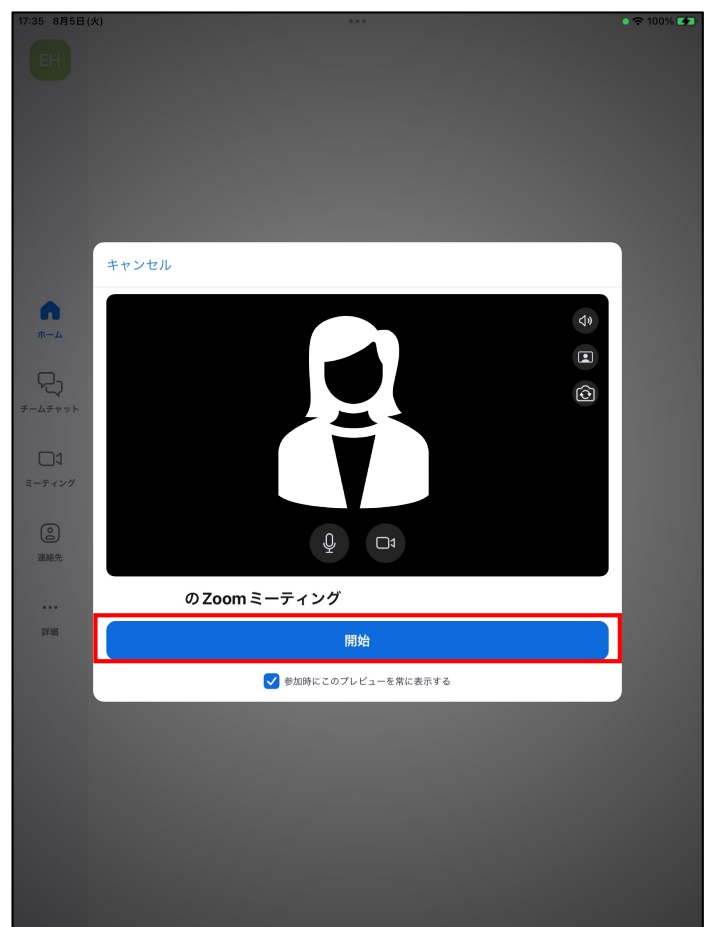 17:35 8月5日(火)
100%
EH
キャンセル
ホーム
チームチャット
ミーティング
連絡先
詳細
のZoomミーティング
開始
参加時にこのプレビューを常に表示する